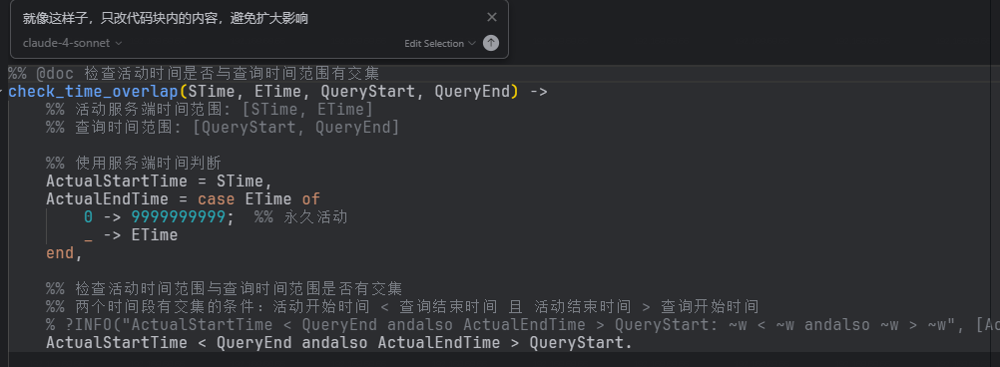 就像这样子，只改代码块内的内容，避免扩大影响
claude-4-sonnet
Edit Selection
%% @doc 检查活动时间是否与查询时间范围有交集
check_time_overlap(STime, ETime, QueryStart, QueryEnd) ->
%% 活动服务端时间范围: [STime, ETime]
%% 查询时间范围: [QueryStart, QueryEnd]
%% 使用服务端时间判断
ActualStartTime = STime,
ActualEndTime = case ETime of
0 -> 9999999999; %% 永久活动
_ -> ETime
end,
%% 检查活动时间范围与查询时间范围是否有交集
%% 两个时间段有交集的条件: 活动开始时间 < 查询结束时间 且 活动结束时间 > 查询开始时间
% ?INFO("ActualStartTime < QueryEnd andalso ActualEndTime > QueryStart: ~w < ~w andalso ~w > ~w", [Ac
ActualStartTime < QueryEnd andalso ActualEndTime > QueryStart.